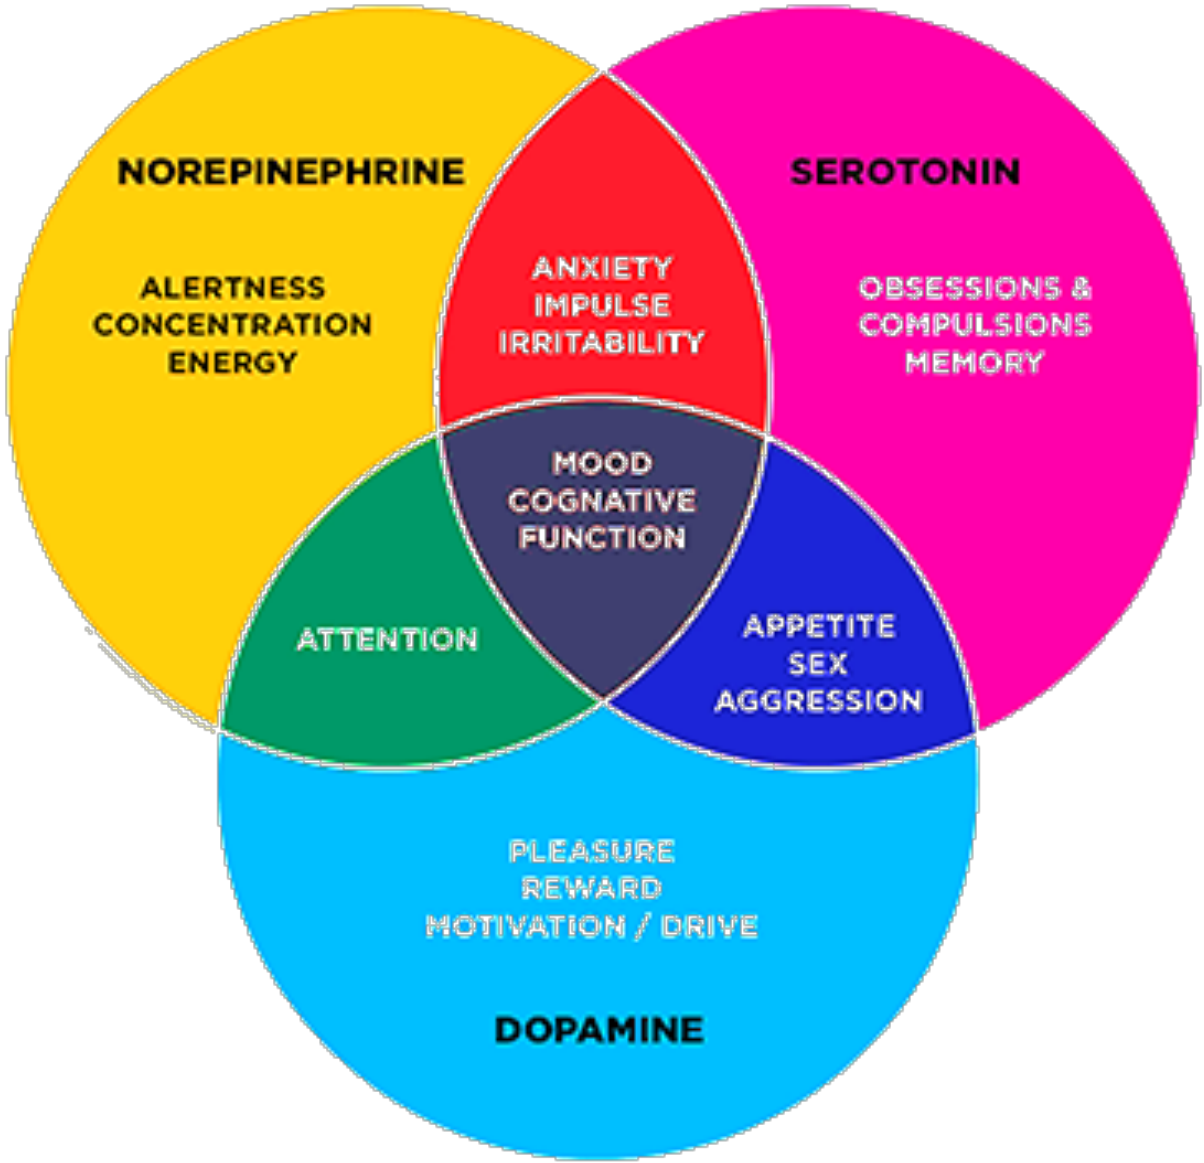 NOREPINEPHRINE
ALERTNESS
CONCENTRATION
ENERGY
SEROTONIN
OBSESSIONS &
COMPULSIONS
MEMORY
ANXIETY
IMPULSE
IRRITABILITY
MOOD
COGNATIVE
FUNCTION
ATTENTION
APPETITE
SEX
AGGRESSION
PLEASURE
REWARD
MOTIVATION / DRIVE
DOPAMINE